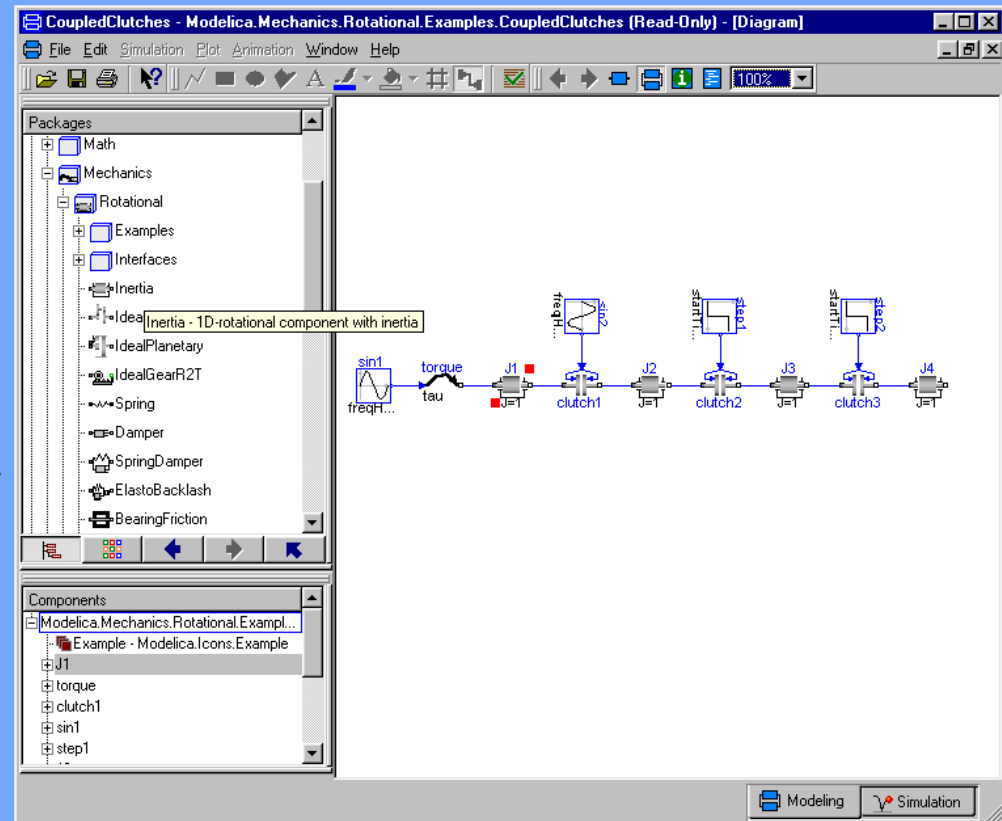 CoupledClutches - Modelica.Mechanics.Rotational.Examples.CoupledClutches (Read-Only) - [Diagram]
File Edit Simulation Plot Animation Window Help
A 100%
Packages
Math
Mechanics
Rotational
Examples
Interfaces
Inertia
Idea
Inertia - 1D-rotational component with inertia
IdealPlanetary
IdealGearR2T
Spring
Damper
SpringDamper
ElastoBacklash
BearingFriction
Components
Modelica.Mechanics.Rotational.Exampl...
Example - Modelica.Icons.Example
J1
torque
clutch1
sin1
step1
freqH...
sin2
startTi...
step1
startTi...
step2
sin1
freqH...
torque
tau
J1
J=1
clutch1
J2
J=1
clutch2
J3
J=1
clutch3
J4
J=1
Modeling
Simulation